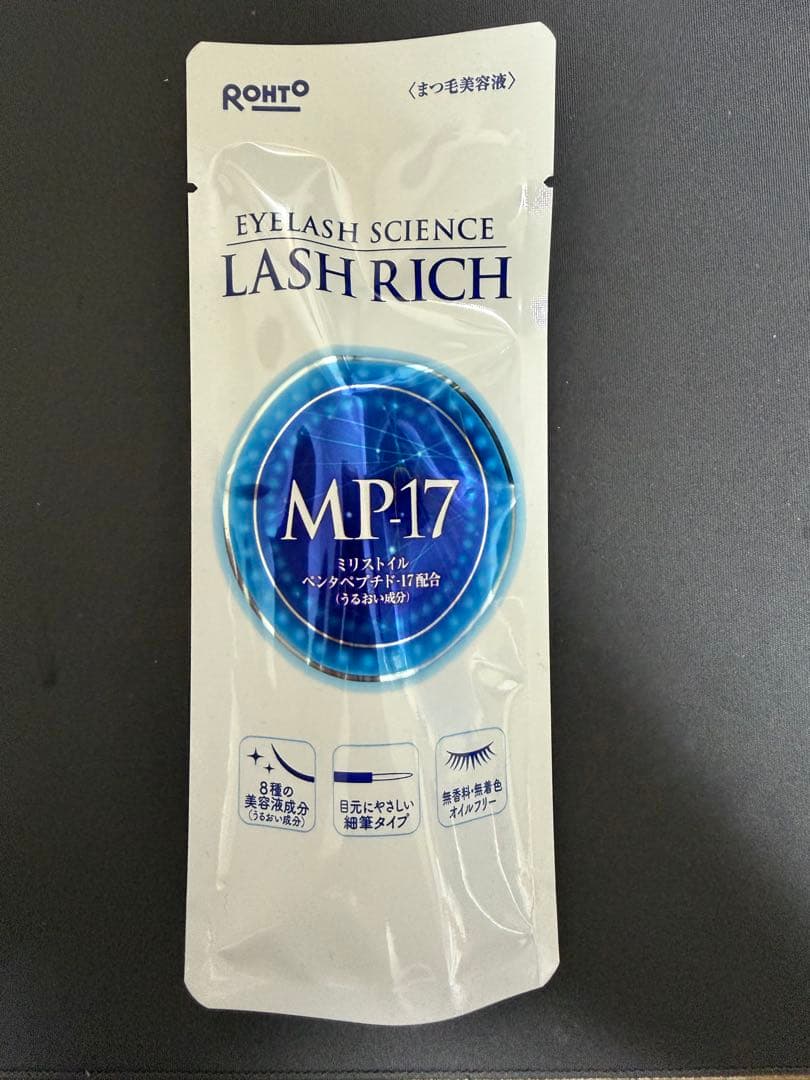 ROHTO
〈まつ毛美容液〉
EYELASH SCIENCE
LASH RICH
MP-17
ミリストイル
ペンタペプチド-17配合
(うるおい成分)
8種の
美容液成分
(うるおい成分)
目元にやさしい
細筆タイプ
無香料・無着色
オイルフリー